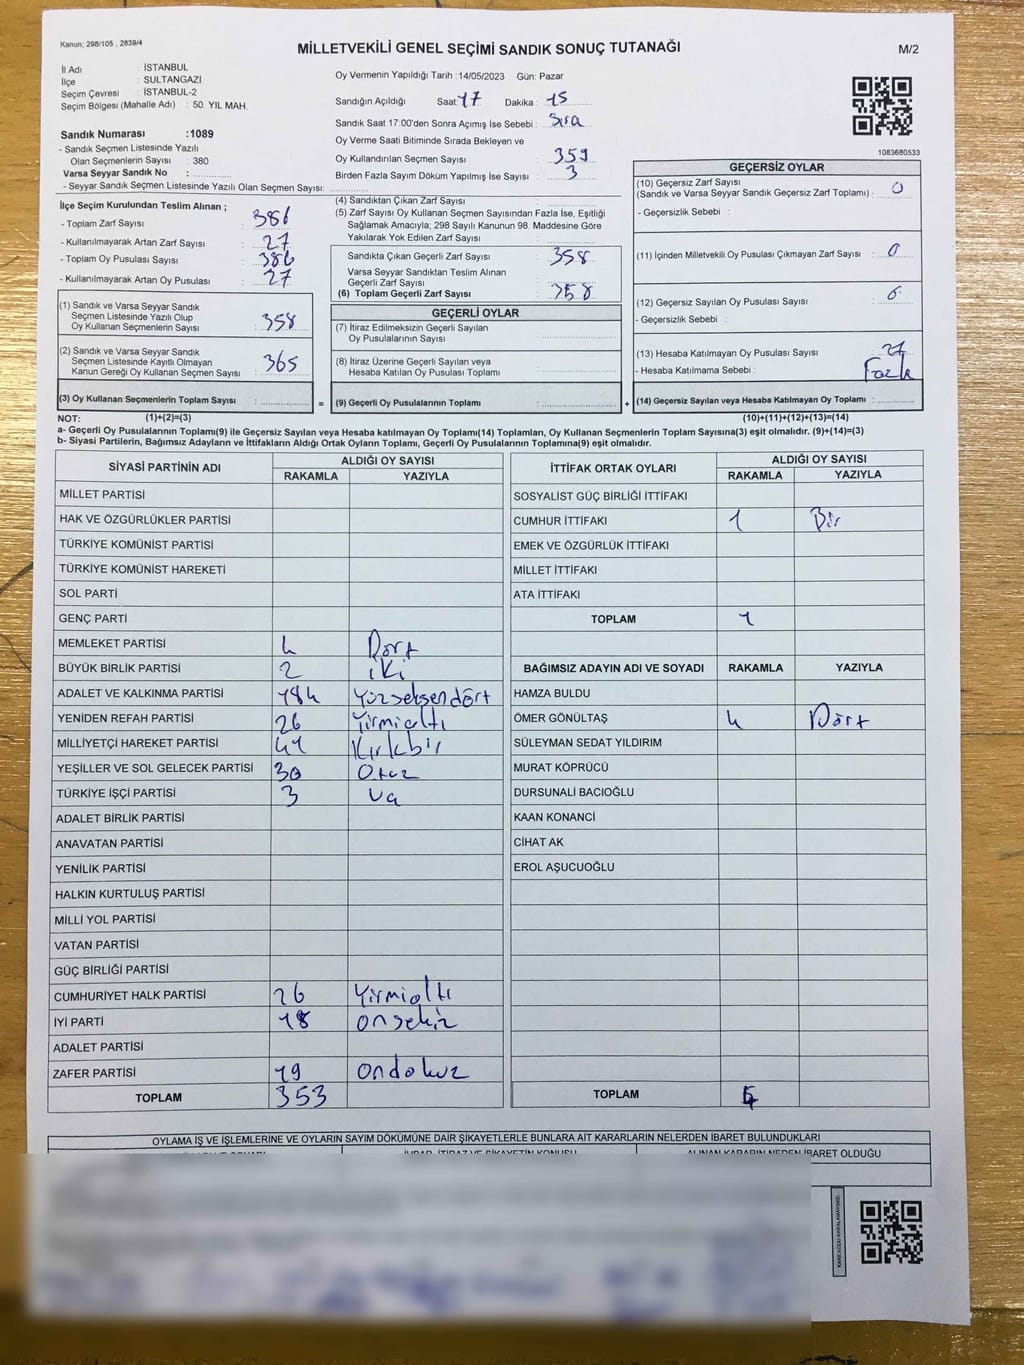 Kanun: 298/105 , 2839/4
MİLLETVEKİLİ GENEL SEÇİMİ SANDIK SONUÇ TUTANAĞI
M/2
İl Adı : İSTANBUL
İlçe : SULTANGAZİ
Seçim Çevresi : İSTANBUL-2
Seçim Bölgesi (Mahalle Adı) : 50. YIL MAH.
Sandık Numarası :1089
- Sandık Seçmen Listesinde Yazılı
Olan Seçmenlerin Sayısı : 380
Varsa Seyyar Sandık No :
- Seyyar Sandık Seçmen Listesinde Yazılı Olan Seçmen Sayısı:
Oy Vermenin Yapıldığı Tarih :14/05/2023 Gün: Pazar
Sandığın Açıldığı Saat: 17 Dakika : 15
Sandık Saat 17:00'den Sonra Açımış İse Sebebi : Sıra
Oy Verme Saati Bitiminde Sırada Bekleyen ve
Oy Kullandırılan Seçmen Sayısı : 359
Birden Fazla Sayım Döküm Yapılmış İse Sayısı : 3
1083680533
İlçe Seçim Kurulundan Teslim Alınan ;
- Toplam Zarf Sayısı : 386
- Kullanılmayarak Artan Zarf Sayısı : 27
- Toplam Oy Pusulası Sayısı : 386
- Kullanılmayarak Artan Oy Pusulası : 27
(1) Sandık ve Varsa Seyyar Sandık
Seçmen Listesinde Yazılı Olup
Oy Kullanan Seçmenlerin Sayısı : 358
(2) Sandık ve Varsa Seyyar Sandık
Seçmen Listesinde Kayıtlı Olmayan
Kanun Gereği Oy Kullanan Seçmen Sayısı : 365
(3) Oy Kullanan Seçmenlerin Toplam Sayısı :
(4) Sandıktan Çıkan Zarf Sayısı :
(5) Zarf Sayısı Oy Kullanan Seçmen Sayısından Fazla İse, Eşitliği
Sağlamak Amacıyla; 298 Sayılı Kanunun 98. Maddesine Göre
Yakılarak Yok Edilen Zarf Sayısı :
Sandıkta Çıkan Geçerli Zarf Sayısı : 358
Varsa Seyyar Sandıktan Teslim Alınan
Geçerli Zarf Sayısı :
(6) Toplam Geçerli Zarf Sayısı : 358
GEÇERLİ OYLAR
(7) İtiraz Edilmeksizin Geçerli Sayılan
Oy Pusulalarının Sayısı :
(8) İtiraz Üzerine Geçerli Sayılan veya
Hesaba Katılan Oy Pusulası Toplamı :
= (9) Geçerli Oy Pusulalarının Toplamı :
GEÇERSİZ OYLAR
(10) Geçersiz Zarf Sayısı
(Sandık ve Varsa Seyyar Sandık Geçersiz Zarf Toplamı) : 0
- Geçersizlik Sebebi :
(11) İçinden Milletvekili Oy Pusulası Çıkmayan Zarf Sayısı : 0
(12) Geçersiz Sayılan Oy Pusulası Sayısı : 0
- Geçersizlik Sebebi :
(13) Hesaba Katılmayan Oy Pusulası Sayısı : 27
- Hesaba Katılmama Sebebi : Fazla
+ (14) Geçersiz Sayılan veya Hesaba Katılmayan Oy Toplamı :
NOT: (1)+(2)=(3)
(10)+(11)+(12)+(13)=(14)
a- Geçerli Oy Pusulalarının Toplamı(9) ile Geçersiz Sayılan veya Hesaba katılmayan Oy Toplam(14) Toplamları, Oy Kullanan Seçmenlerin Toplam Sayısına(3) eşit olmalıdır. (9)+(14)=(3)
b- Siyasi Partilerin, Bağımsız Adayların ve İttifakların Aldığı Ortak Oyların Toplamı, Geçerli Oy Pusulalarının Toplamına(9) eşit olmalıdır.
SİYASİ PARTİNİN ADI ALDIĞI OY SAYISI
RAKAMLA YAZIYLA
MİLLET PARTİSİ
HAK VE ÖZGÜRLÜKLER PARTİSİ
TÜRKİYE KOMÜNİST PARTİSİ
TÜRKİYE KOMÜNİST HAREKETİ
SOL PARTİ
GENÇ PARTİ
MEMLEKET PARTİSİ 4 Dört
BÜYÜK BİRLİK PARTİSİ 2 iki
ADALET VE KALKINMA PARTİSİ 184 Yüzseksendört
YENİDEN REFAH PARTİSİ 26 Yirmialtı
MİLLİYETÇİ HAREKET PARTİSİ 41 Kırkbir
YEŞİLLER VE SOL GELECEK PARTİSİ 30 Otuz
TÜRKİYE İŞÇİ PARTİSİ 3 Üç
ADALET BİRLİK PARTİSİ
ANAVATAN PARTİSİ
YENİLİK PARTİSİ
HALKIN KURTULUŞ PARTİSİ
MİLLİ YOL PARTİSİ
VATAN PARTİSİ
GÜÇ BİRLİĞİ PARTİSİ
CUMHURİYET HALK PARTİSİ 26 Yirmialtı
İYİ PARTİ 18 onsekiz
ADALET PARTİSİ
ZAFER PARTİSİ 19 ondokuz
TOPLAM 353
İTTİFAK ORTAK OYLARI ALDIĞI OY SAYISI
RAKAMLA YAZIYLA
SOSYALİST GÜÇ BİRLİĞİ İTTİFAKI
CUMHUR İTTİFAKI 1 Bir
EMEK VE ÖZGÜRLÜK İTTİFAKI
MİLLET İTTİFAKI
ATA İTTİFAKI
TOPLAM 1
BAĞIMSIZ ADAYIN ADI VE SOYADI RAKAMLA YAZIYLA
HAMZA BULDU
ÖMER GÖNÜLTAŞ 4 Dört
SÜLEYMAN SEDAT YILDIRIM
MURAT KÖPRÜCÜ
DURSUNALİ BACIOĞLU
KAAN KONANCİ
CİHAT AK
EROL AŞUCUOĞLU
TOPLAM
OYLAMA İŞ VE İŞLEMLERİNE VE OYLARIN SAYIM DÖKÜMÜNE DAİR ŞİKAYETLERLE BUNLARA AİT KARARLARIN NELERDEN İBARET BULUNDUKLARI
İHBAR, İTİRAZ VE ŞİKAYETİN KONUSU
ALINAN KARARIN NEDEN İBARET OLDUĞU